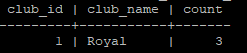 club_id | club_name | count
---------+-----------+-------
1 | Royal | 3